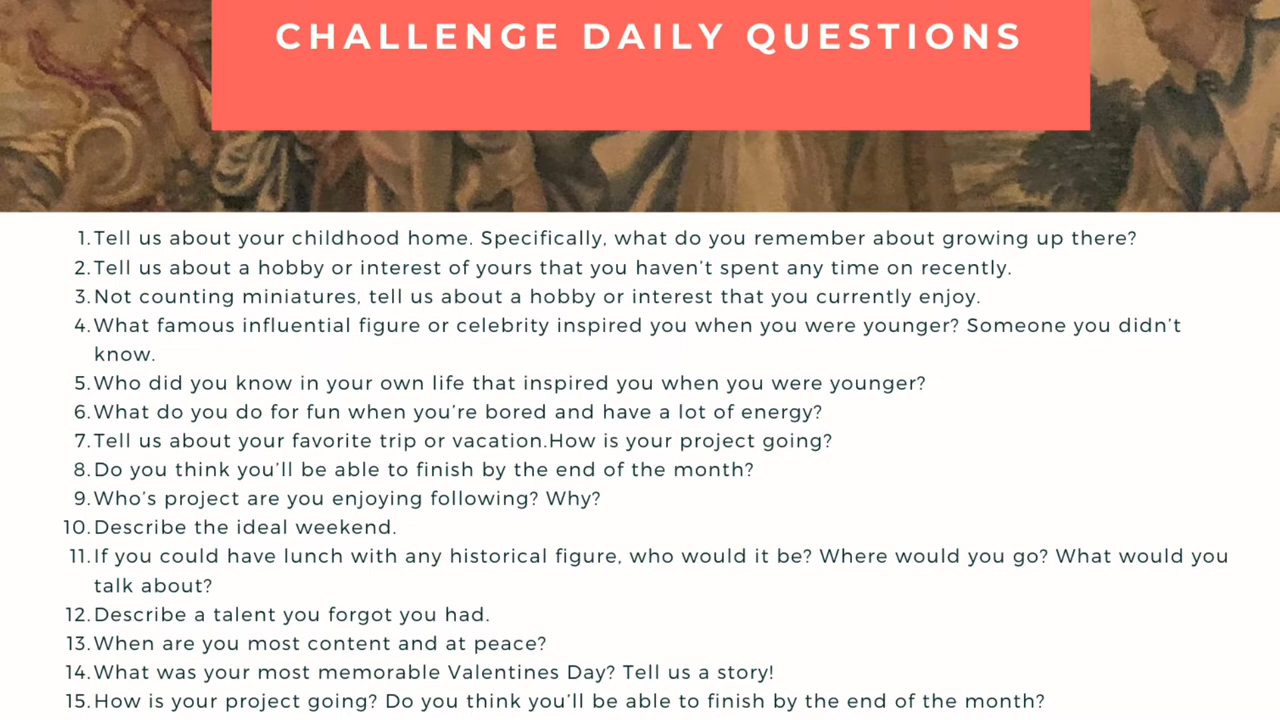 CHALLENGE DAILY QUESTIONS
1. Tell us about your childhood home. Specifically, what do you remember about growing up there?
2. Tell us about a hobby or interest of yours that you haven't spent any time on recently.
3. Not counting miniatures, tell us about a hobby or interest that you currently enjoy.
4. What famous influential figure or celebrity inspired you when you were younger? Someone you didn't
know.
5. Who did you know in your own life that inspired you when you were younger?
6. What do you do for fun when you're bored and have a lot of energy?
7. Tell us about your favorite trip or vacation.How is your project going?
8. Do you think you'll be able to finish by the end of the month?
9. Who's project are you enjoying following? Why?
10. Describe the ideal weekend.
11. If you could have lunch with any historical figure, who would it be? Where would you go? What would you
talk about?
12. Describe a talent you forgot you had.
13. When are you most content and at peace?
14. What was your most memorable Valentines Day? Tell us a story!
15. How is your project going? Do you think you'll be able to finish by the end of the month?